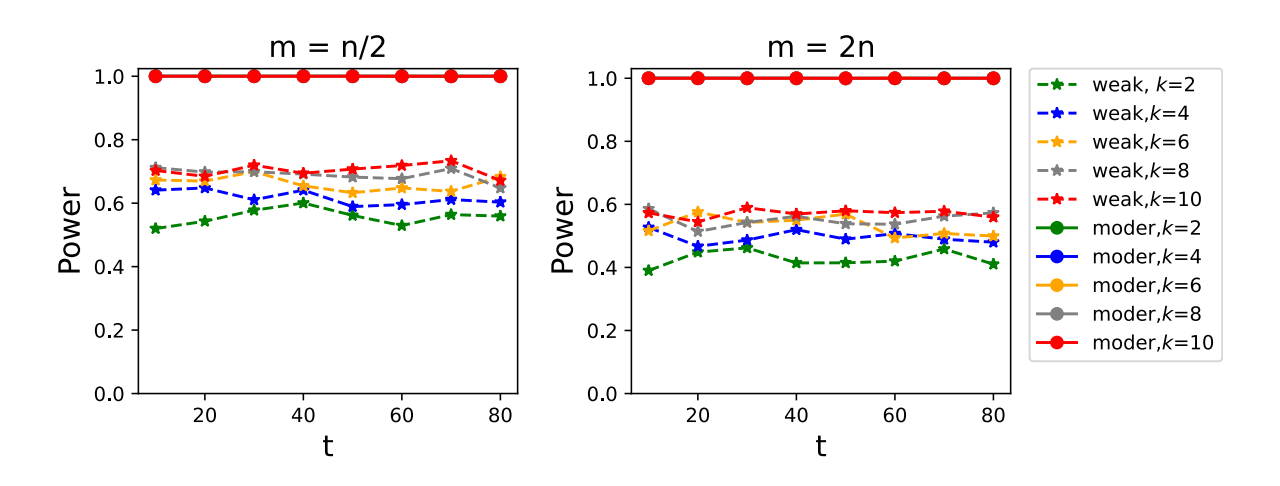 m = n/2
1.0
0.8
0.6
0.4
0.2
0.0
20 40 60 80
t
Power
m = 2n
1.0
0.8
0.6
0.4
0.2
0.0
20 40 60 80
t
Power
weak, k=2
weak,k=4
weak,k=6
weak,k=8
weak,k=10
moder,k=2
moder,k=4
moder,k=6
moder,k=8
moder,k=10